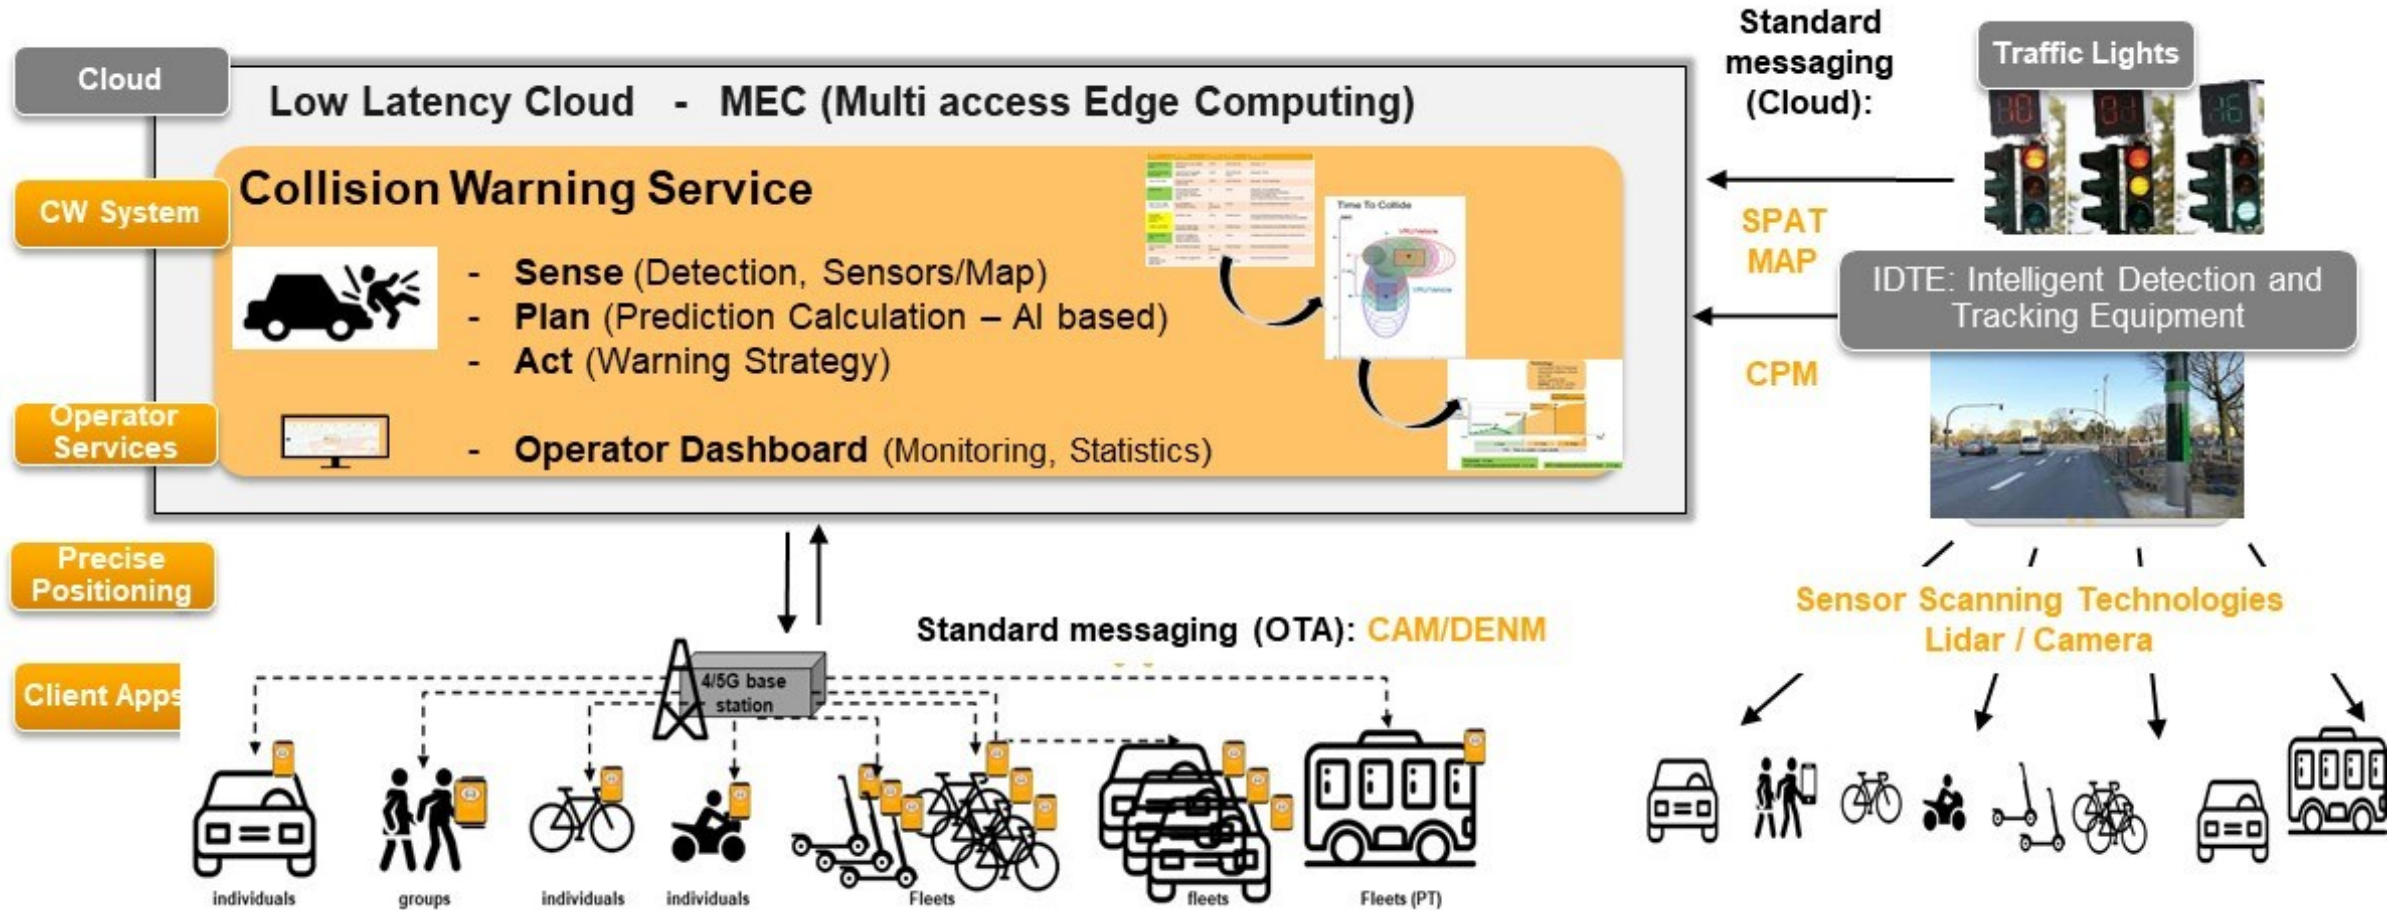 Cloud
Low Latency Cloud - MEC (Multi access Edge Computing)
Standard
messaging
(Cloud):
Traffic Lights
CW System
Collision Warning Service
- Sense (Detection, Sensors/Map)
- Plan (Prediction Calculation – AI based)
- Act (Warning Strategy)
Time To Collide
SPAT
MAP
IDTE: Intelligent Detection and
Tracking Equipment
CPM
Operator
Services
- Operator Dashboard (Monitoring, Statistics)
Precise
Positioning
Standard messaging (OTA): CAM/DENM
Sensor Scanning Technologies
Lidar / Camera
Client Apps
4/5G base
station
individuals
groups
individuals
individuals
Fleets
fleets
Fleets (PT)